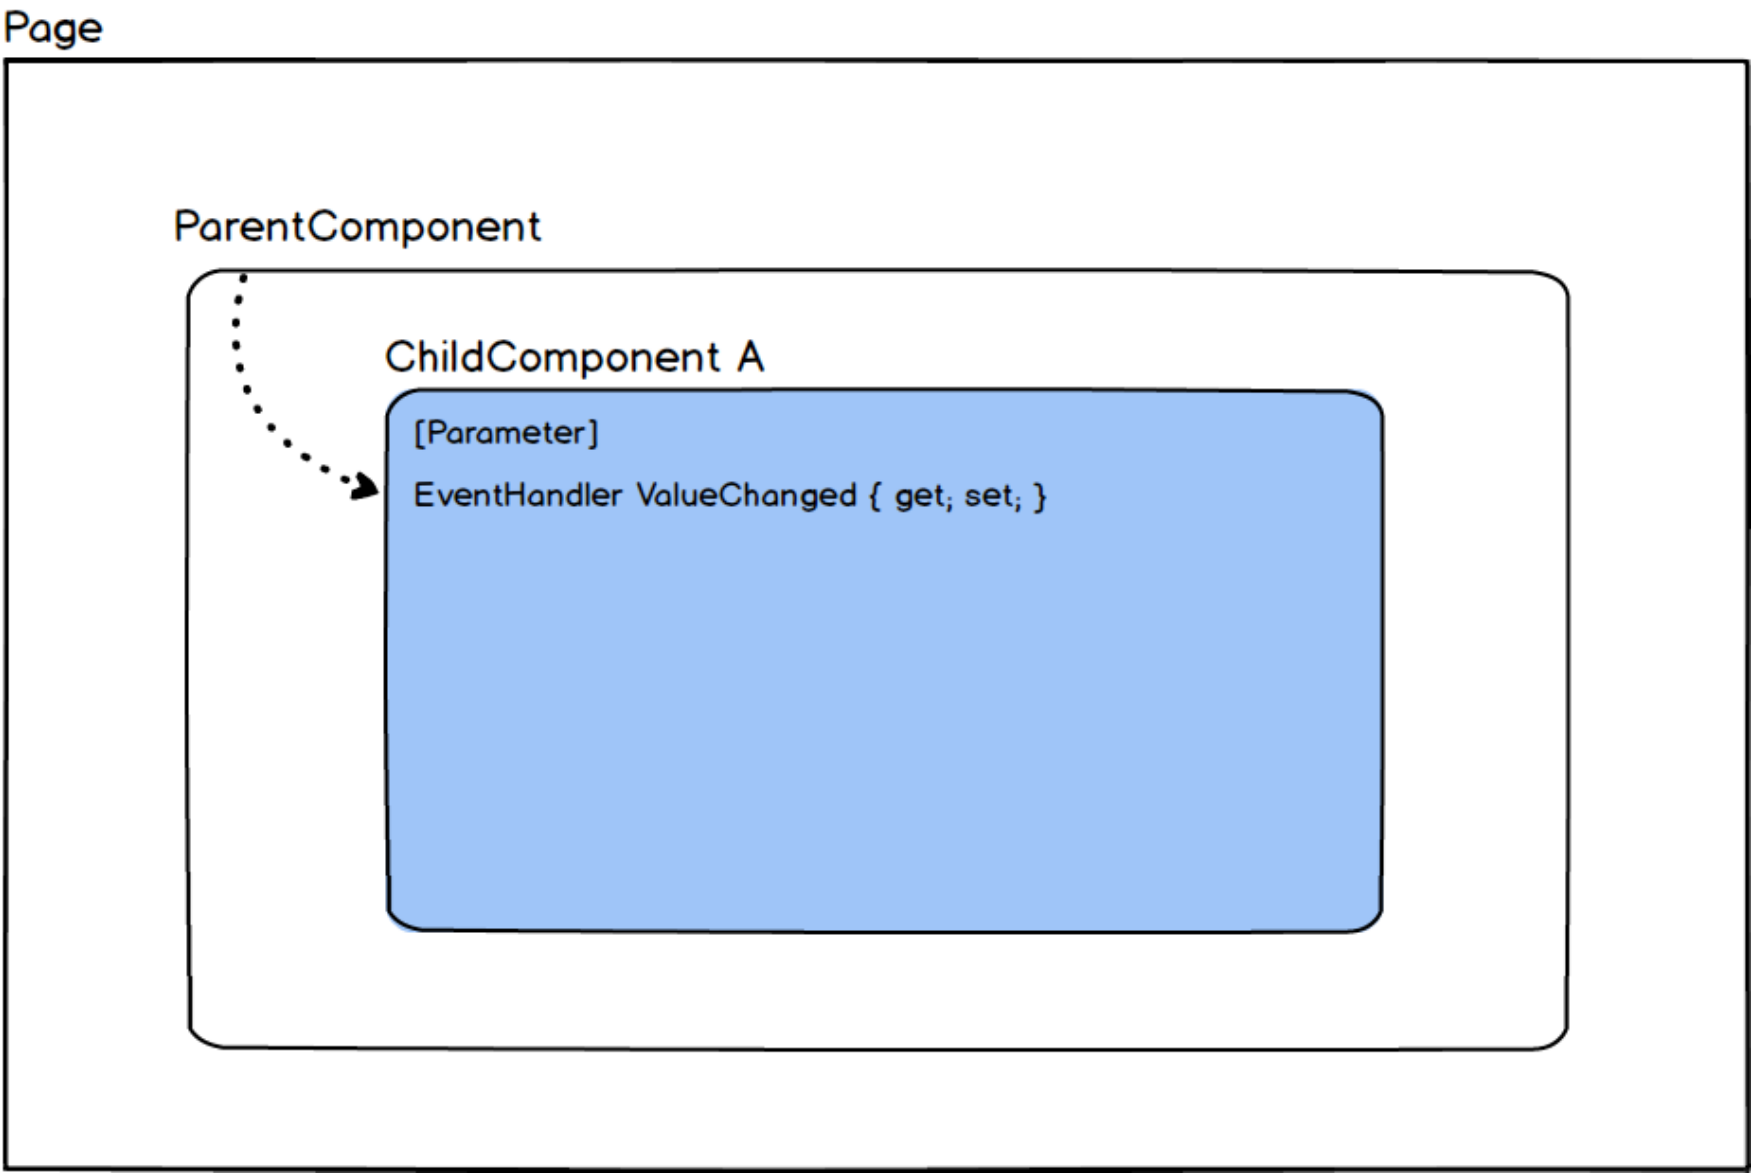 Page
ParentComponent
ChildComponent A
[Parameter]
EventHandler ValueChanged { get; set; }